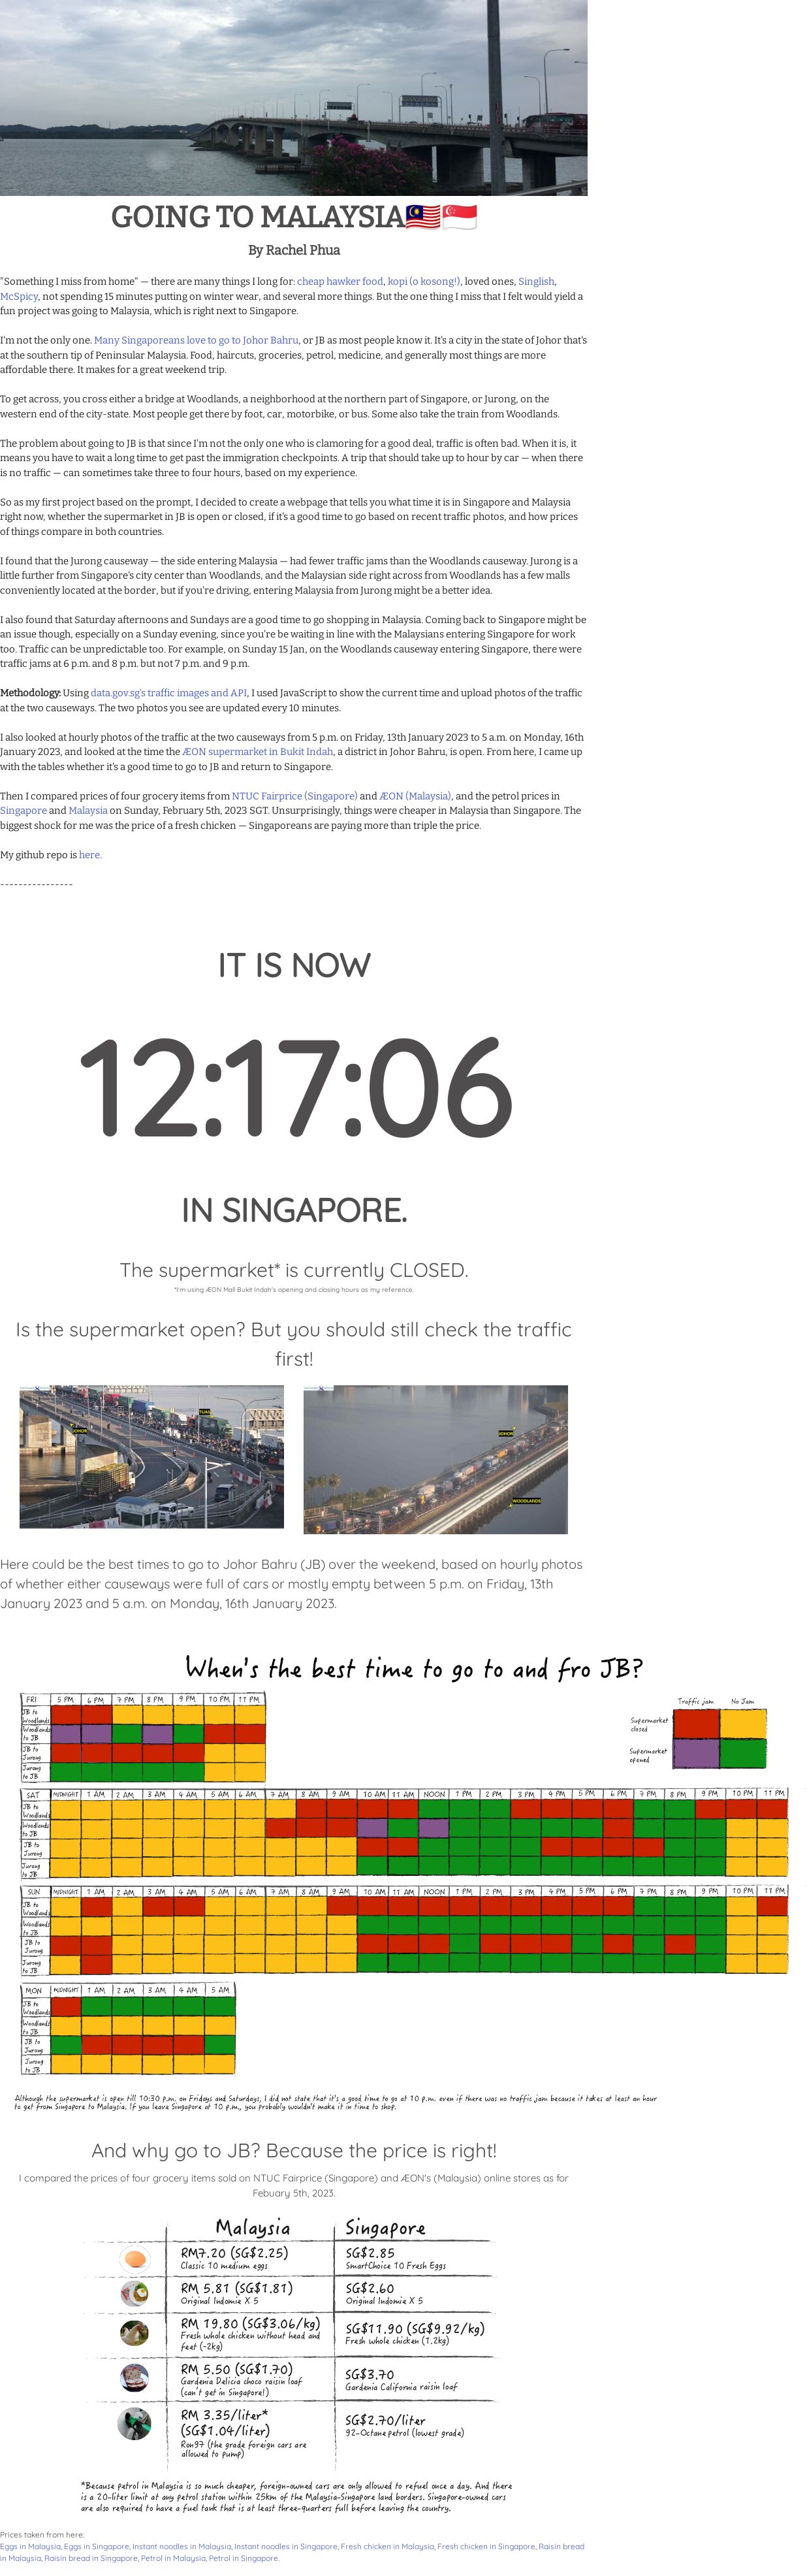 GOING TO MALAYSIA🇲🇾🇸🇬
By Rachel Phua
"Something I miss from home" — there are many things I long for: cheap hawker food, kopi (o kosong!), loved ones, Singlish,
McSpicy, not spending 15 minutes putting on winter wear, and several more things. But the one thing I miss that I felt would yield a
fun project was going to Malaysia, which is right next to Singapore.
I'm not the only one. Many Singaporeans love to go to Johor Bahru, or JB as most people know it. It's a city in the state of Johor that's
at the southern tip of Peninsular Malaysia. Food, haircuts, groceries, petrol, medicine, and generally most things are more
affordable there. It makes for a great weekend trip.
To get across, you cross either a bridge at Woodlands, a neighborhood at the northern part of Singapore, or Jurong, on the
western end of the city-state. Most people get there by foot, car, motorbike, or bus. Some also take the train from Woodlands.
The problem about going to JB is that since I'm not the only one who is clamoring for a good deal, traffic is often bad. When it is, it
means you have to wait a long time to get past the immigration checkpoints. A trip that should take up to hour by car — when there
is no traffic — can sometimes take three to four hours, based on my experience.
So as my first project based on the prompt, I decided to create a webpage that tells you what time it is in Singapore and Malaysia
right now, whether the supermarket in JB is open or closed, if it's a good time to go based on recent traffic photos, and how prices
of things compare in both countries.
I found that the Jurong causeway — the side entering Malaysia — had fewer traffic jams than the Woodlands causeway. Jurong is a
little further from Singapore's city center than Woodlands, and the Malaysian side right across from Woodlands has a few malls
conveniently located at the border, but if you're driving, entering Malaysia from Jurong might be a better idea.
I also found that Saturday afternoons and Sundays are a good time to go shopping in Malaysia. Coming back to Singapore might be
an issue though, especially on a Sunday evening, since you're be waiting in line with the Malaysians entering Singapore for work
too. Traffic can be unpredictable too. For example, on Sunday 15 Jan, on the Woodlands causeway entering Singapore, there were
traffic jams at 6 p.m. and 8 p.m. but not 7 p.m. and 9 p.m.
Methodology: Using data.gov.sg's traffic images and API, I used JavaScript to show the current time and upload photos of the traffic
at the two causeways. The two photos you see are updated every 10 minutes.
I also looked at hourly photos of the traffic at the two causeways from 5 p.m. on Friday, 13th January 2023 to 5 a.m. on Monday, 16th
January 2023, and looked at the time the ÆON supermarket in Bukit Indah, a district in Johor Bahru, is open. From here, I came up
with the tables whether it's a good time to go to JB and return to Singapore.
Then I compared prices of four grocery items from NTUC Fairprice (Singapore) and ÆON (Malaysia), and the petrol prices in
Singapore and Malaysia on Sunday, February 5th, 2023 SGT. Unsurprisingly, things were cheaper in Malaysia than Singapore. The
biggest shock for me was the price of a fresh chicken — Singaporeans are paying more than triple the price.
My github repo is here.
----------------
IT IS NOW
12:17:06
IN SINGAPORE.
The supermarket* is currently CLOSED.
*I'm using ÆON Mall Bukit Indah's opening and closing hours as my reference.
Is the supermarket open? But you should still check the traffic
first!
TUAS
JOHOR
JOHOR
WOODLANDS
Here could be the best times to go to Johor Bahru (JB) over the weekend, based on hourly photos
of whether either causeways were full of cars or mostly empty between 5 p.m. on Friday, 13th
January 2023 and 5 a.m. on Monday, 16th January 2023.
When's the best time to go to and fro JB?
Traffic jam No Jam
Supermarket
closed
Supermarket
opened
FRI 5 PM 6 PM 7 PM 8 PM 9 PM 10 PM 11 PM
JB to
Woodlands
Woodlands
to JB
JB to
Jurong
Jurong
to JB
SAT MIDNIGHT 1 AM 2 AM 3 AM 4 AM 5 AM 6 AM 7 AM 8 AM 9 AM 10 AM 11 AM NOON 1 PM 2 PM 3 PM 4 PM 5 PM 6 PM 7 PM 8 PM 9 PM 10 PM 11 PM
JB to
Woodlands
Woodlands
to JB
JB to
Jurong
Jurong
to JB
SUN MIDNIGHT 1 AM 2 AM 3 AM 4 AM 5 AM 6 AM 7 AM 8 AM 9 AM 10 AM 11 AM NOON 1 PM 2 PM 3 PM 4 PM 5 PM 6 PM 7 PM 8 PM 9 PM 10 PM 11 PM
JB to
Woodlands
Woodlands
to JB
JB to
Jurong
Jurong
to JB
MON MIDNIGHT 1 AM 2 AM 3 AM 4 AM 5 AM
JB to
Woodlands
Woodlands
to JB
JB to
Jurong
Jurong
to JB
Although the supermarket is open till 10:30 p.m. on Fridays and Saturdays, I did not state that it's a good time to go at 10 p.m. even if there was no traffic jam because it takes at least an hour
to get from Singapore to Malaysia. If you leave Singapore at 10 p.m., you probably wouldn't make it in time to shop.
And why go to JB? Because the price is right!
I compared the prices of four grocery items sold on NTUC Fairprice (Singapore) and ÆON's (Malaysia) online stores as for
Febuary 5th, 2023.
Malaysia Singapore
RM7.20 (SG$2.25) SG$2.85
Classic 10 medium eggs SmartChoice 10 Fresh Eggs
RM 5.81 (SG$1.81) SG$2.60
Original Indomie X 5 Original Indomie X 5
RM 19.80 (SG$3.06/kg) SG$11.90 (SG$9.92/kg)
Fresh whole chicken without head and Fresh whole chicken (1.2kg)
feet (~2kg)
RM 5.50 (SG$1.70) SG$3.70
Gardenia Delicia choco raisin loaf Gardenia California raisin loaf
(can't get in Singapore!)
RM 3.35/liter* SG$2.70/liter
(SG$1.04/liter) 92-Octane petrol (lowest grade)
Ron97 (the grade foreign cars are
allowed to pump)
*Because petrol in Malaysia is so much cheaper, foreign-owned cars are only allowed to refuel once a day. And there
is a 20-liter limit at any petrol station within 25km of the Malaysia-Singapore land borders. Singapore-owned cars
are also required to have a fuel tank that is at least three-quarters full before leaving the country.
Prices taken from here:
Eggs in Malaysia, Eggs in Singapore, Instant noodles in Malaysia, Instant noodles in Singapore, Fresh chicken in Malaysia, Fresh chicken in Singapore, Raisin bread
in Malaysia, Raisin bread in Singapore, Petrol in Malaysia, Petrol in Singapore.